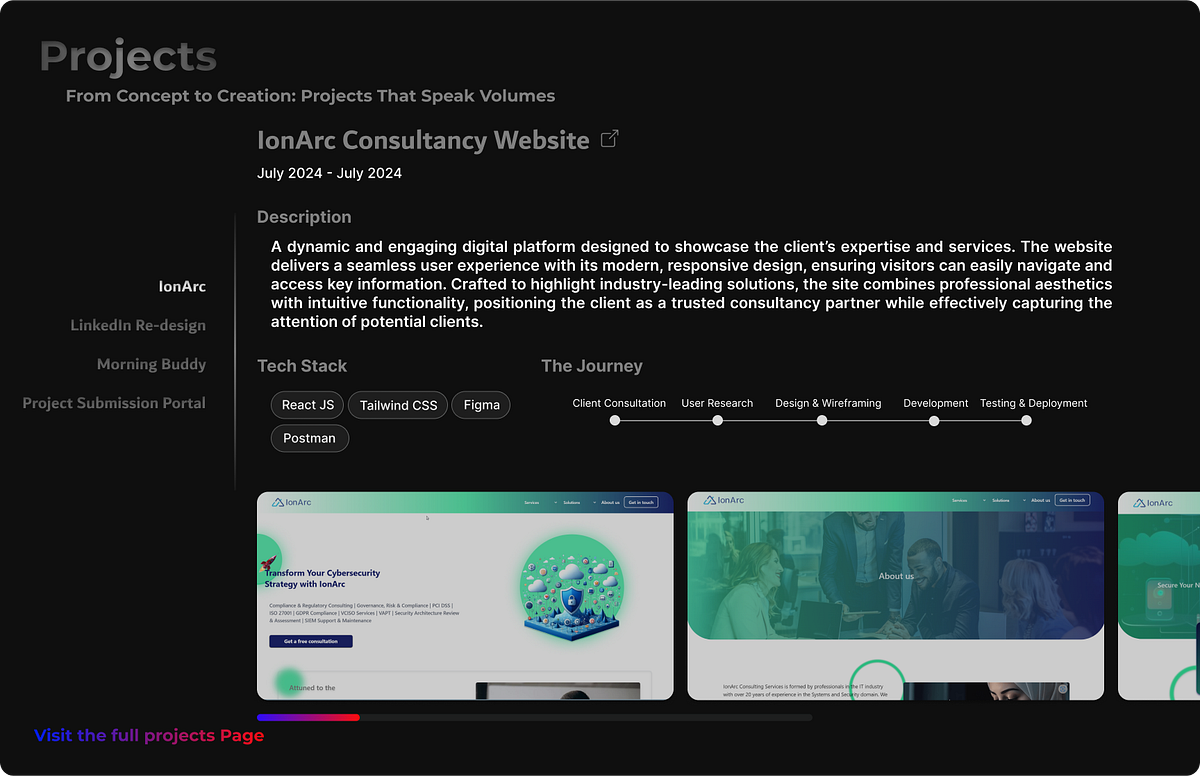 Projects
From Concept to Creation: Projects That Speak Volumes
IonArc Consultancy Website
July 2024 - July 2024
IonArc
LinkedIn Re-design
Morning Buddy
Project Submission Portal
Description
A dynamic and engaging digital platform designed to showcase the client’s expertise and services. The website
delivers a seamless user experience with its modern, responsive design, ensuring visitors can easily navigate and
access key information. Crafted to highlight industry-leading solutions, the site combines professional aesthetics
with intuitive functionality, positioning the client as a trusted consultancy partner while effectively capturing the
attention of potential clients.
Tech Stack
React JS Tailwind CSS Figma
Postman
The Journey
Client Consultation User Research Design & Wireframing Development Testing & Deployment
IonArc Services Solutions About us Get in touch
Transform Your Cybersecurity
Strategy with IonArc
Compliance & Regulatory Consulting | Governance, Risk & Compliance | PCI DSS |
ISO 27001 | GDPR Compliance | VCISO Services | VAPT | Security Architecture Review
& Assessment | SIEM Support & Maintenance
Get a free consultation
Attuned to the
IonArc Services Solutions About us Get in touch
About us
IonArc Consulting Services is formed by professionals in the IT industry
with over 20 years of experience in the Systems and Security domain. We
IonArc
Secure Your N
Visit the full projects Page